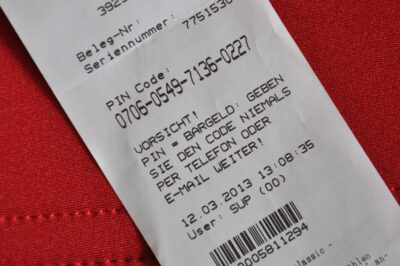 3925
Beleg-Nr:
Seriennummer: 7751530
PIN Code:
0706-0549-7136-0227
VORSICHT!
PIN = BARGELD: GEBEN
SIE DEN CODE NIEMALS
PER TELEFON ODER
E-MAIL WEITER!
12.03.2013 13:08:35
User: SUP (00)
0005811294